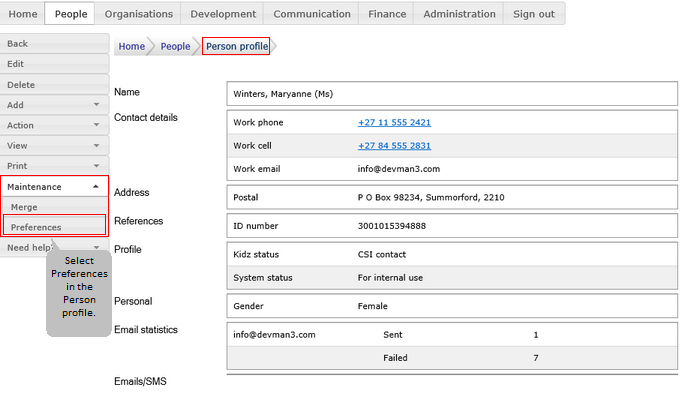 Home People Organisations Development Communication Finance Administration Sign out
Back
Edit
Delete
Add
Action
View
Print
Maintenance
Merge
Preferences
Need help?
Select
Preferences
in the
Person
profile.
Home People Person profile
Name Winters, Maryanne (Ms)
Contact details Work phone +27 11 555 2421
Work cell +27 84 555 2831
Work email info@devman3.com
Address Postal P O Box 98234, Summorford, 2210
References ID number 3001015394888
Profile Kidz status CSI contact
System status For internal use
Personal Gender Female
Email statistics info@devman3.com Sent 1
Failed 7
Emails/SMS